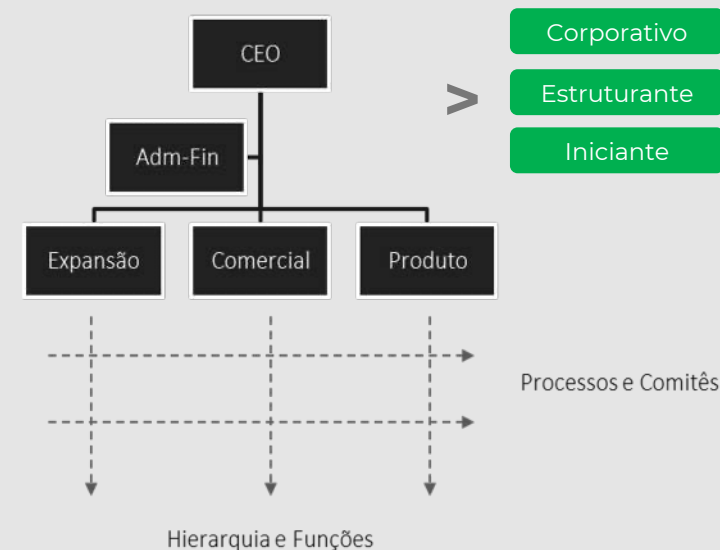 CEO
>
Corporativo
Estruturante
Iniciante
Adm-Fin
Expansão
Comercial
Produto
Processos e Comitês
Hierarquia e Funções